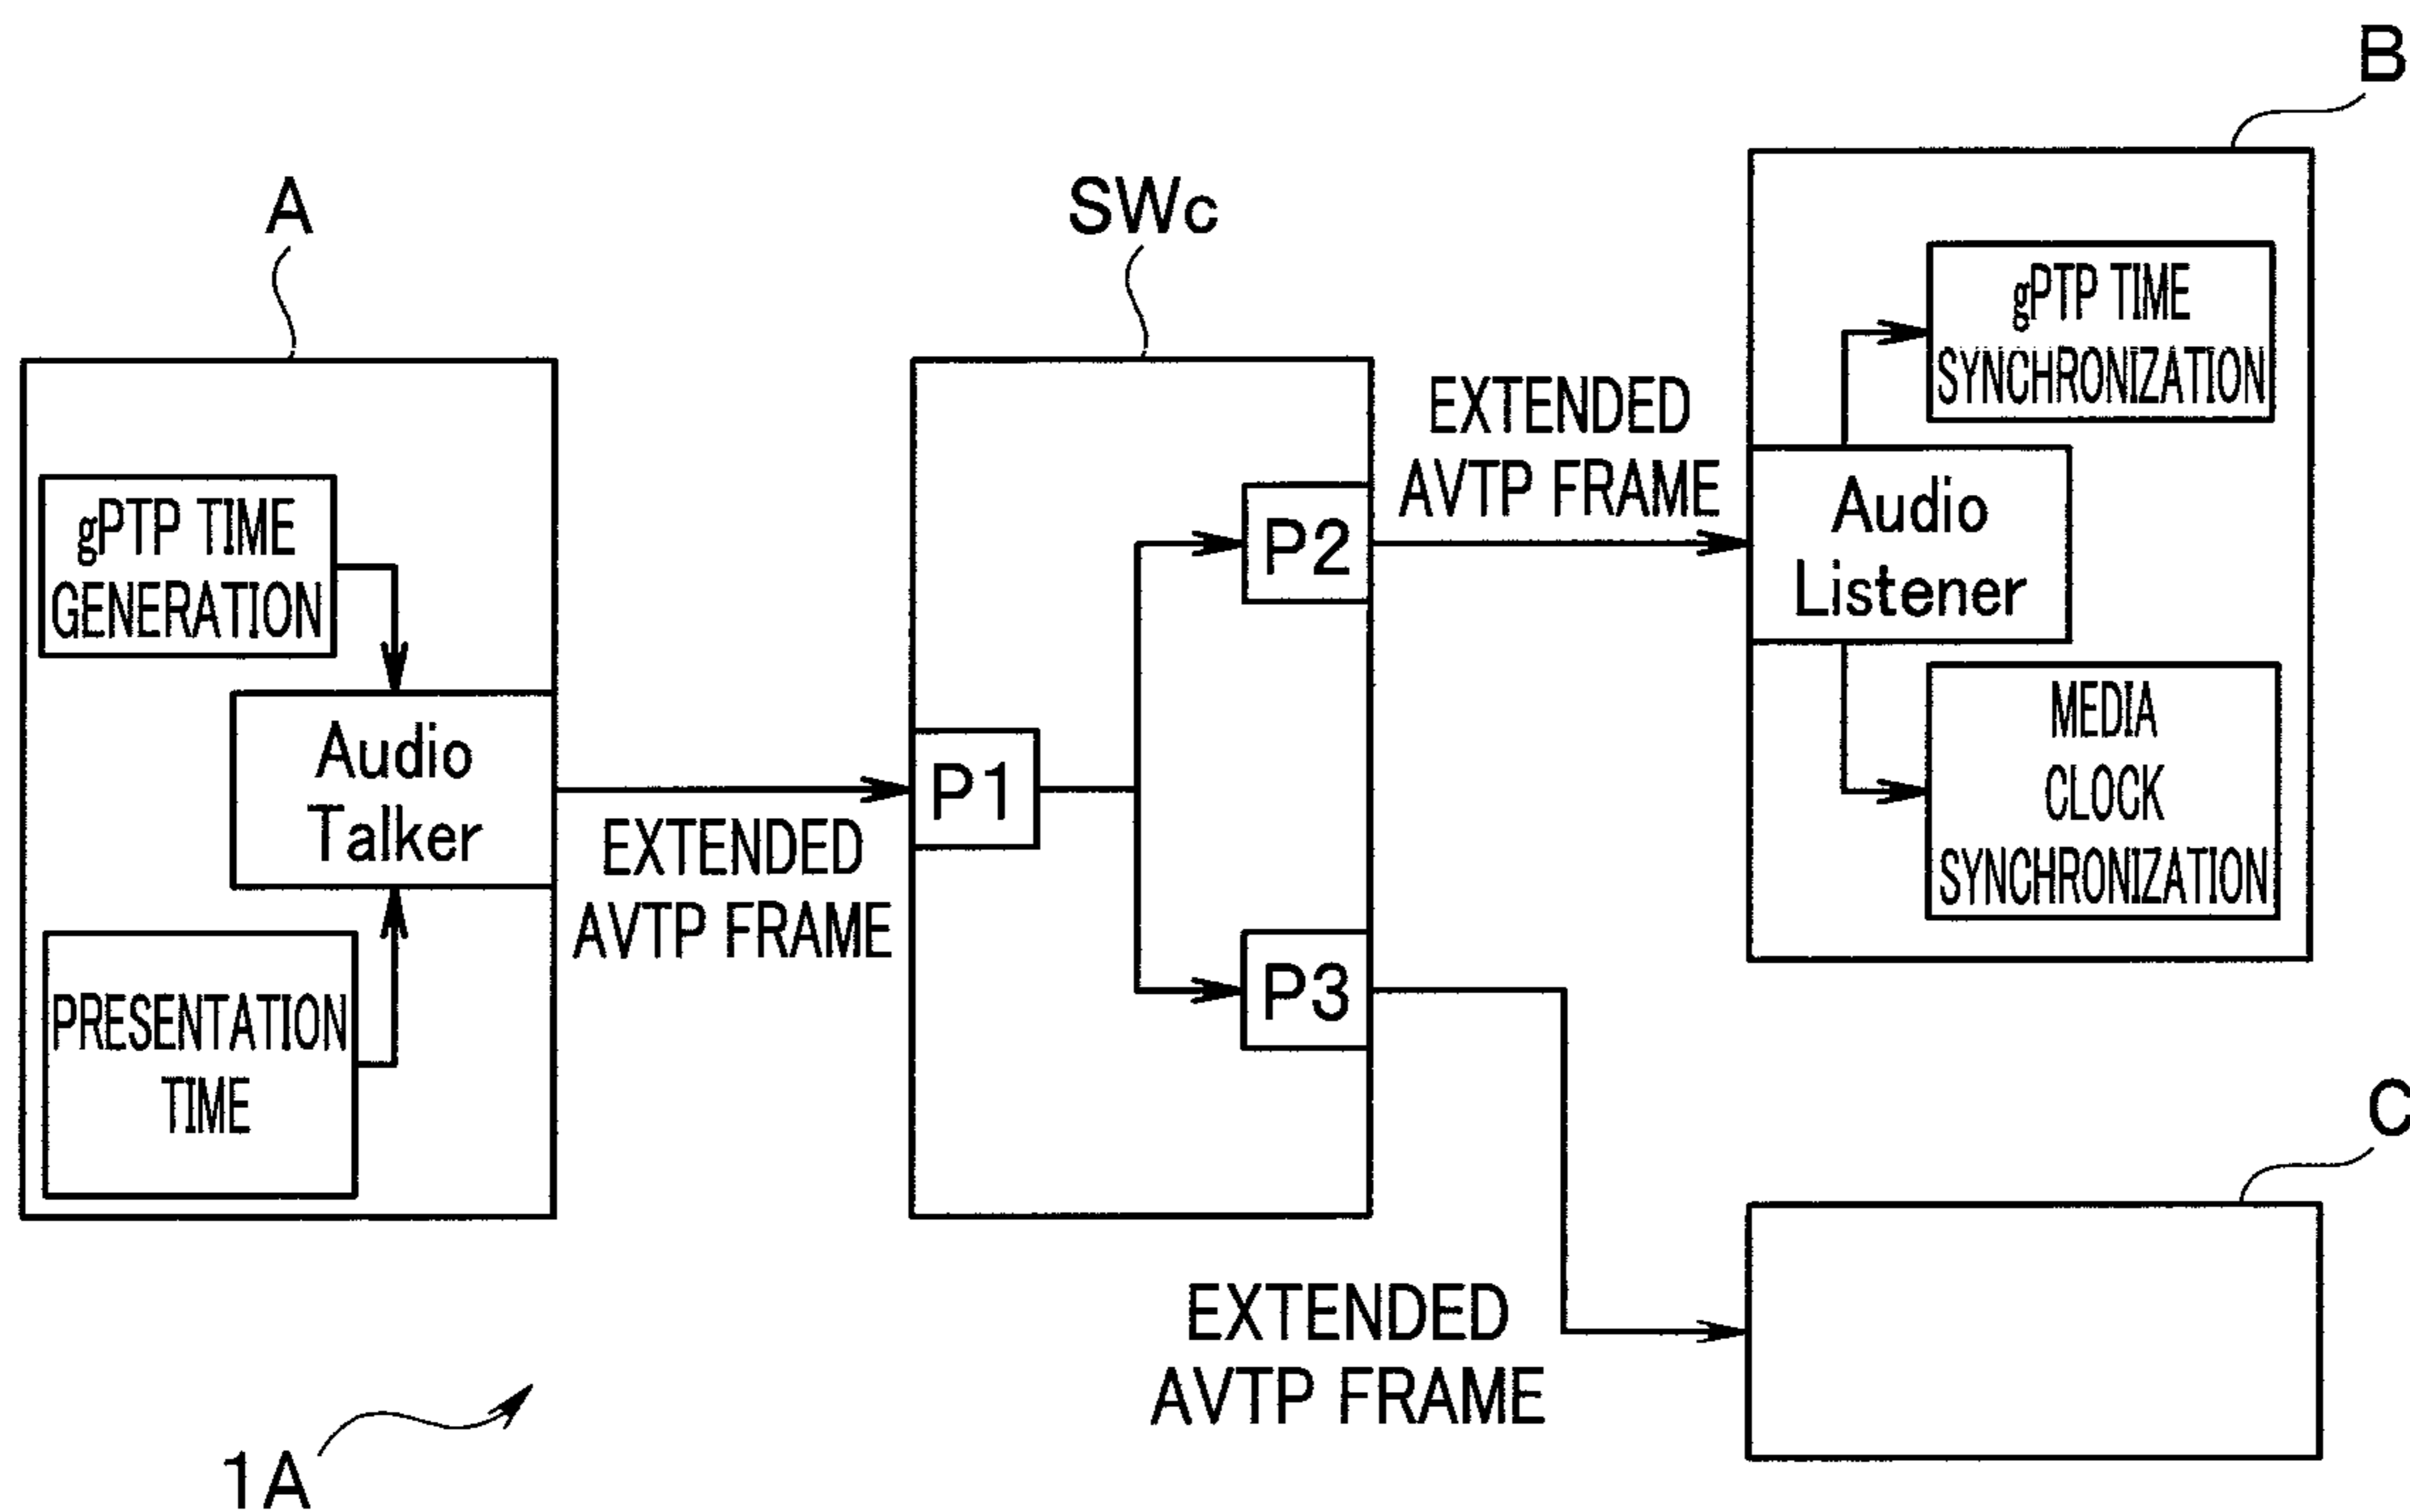 A
gPTP TIME
GENERATION
Audio
Talker
PRESENTATION
TIME
EXTENDED
AVTP FRAME
SWc
P1
P2
P3
EXTENDED
AVTP FRAME
B
gPTP TIME
SYNCHRONIZATION
Audio
Listener
MEDIA
CLOCK
SYNCHRONIZATION
EXTENDED
AVTP FRAME
C
1A